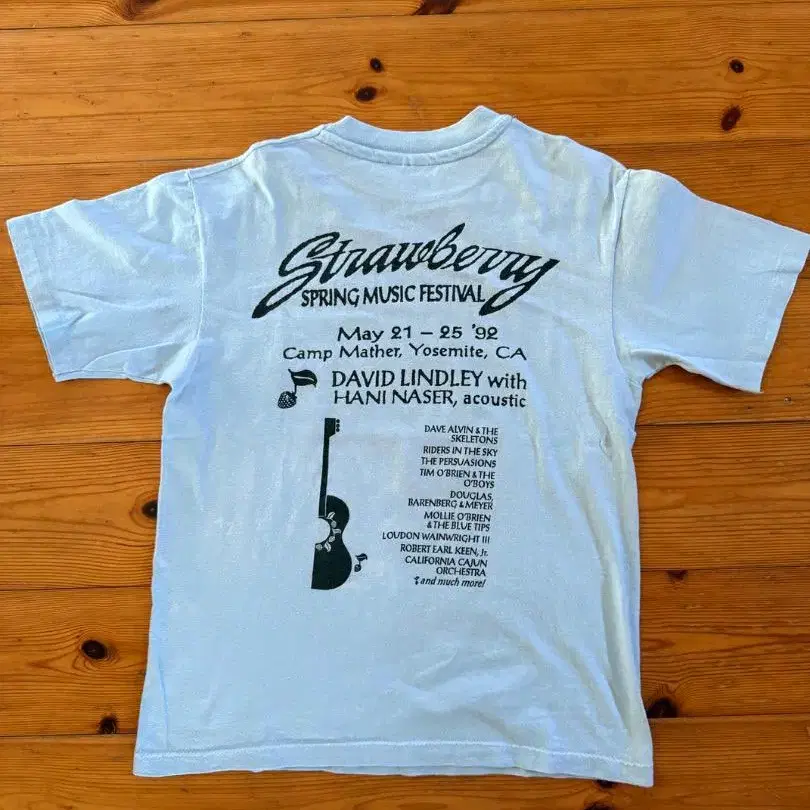 Strawberry
SPRING MUSIC FESTIVAL
May 21 – 25 '92
Camp Mather, Yosemite, CA
DAVID LINDLEY with
HANI NASER, acoustic
DAVE ALVIN & THE
SKELETONS
RIDERS IN THE SKY
THE PERSUASIONS
TIM O'BRIEN & THE
O'BOYS
DOUGLAS,
BARENBERG & MEYER
MOLLIE O'BRIEN
& THE BLUE TIPS
LOUDON WAINWRIGHT III
ROBERT EARL KEEN, Jr.
CALIFORNIA CAJUN
ORCHESTRA
and much more!